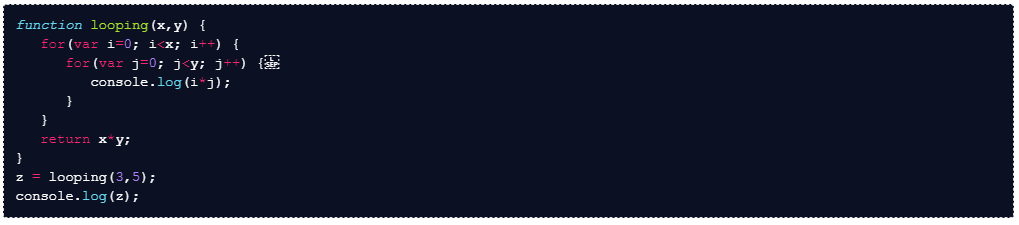 function looping(x,y) {
   for(var i=0; i<x; i++) {
      for(var j=0; j<y; j++) {
         console.log(i*j);
      }
   }
   return x*y;
}
z = looping(3,5);
console.log(z);